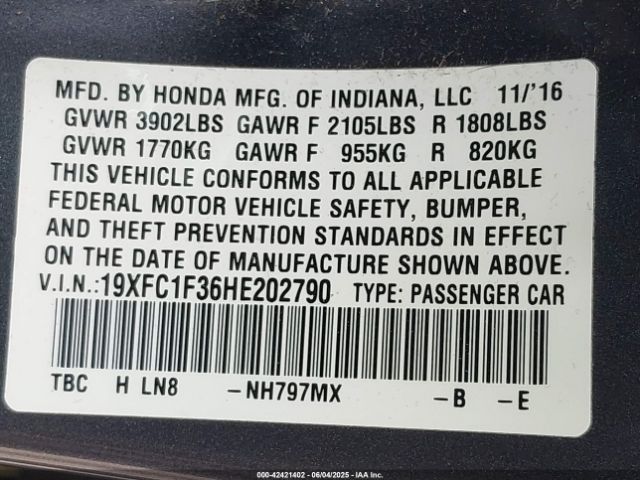 MFD. BY HONDA MFG. OF INDIANA, LLC 11/'16
GVWR 3902LBS GAWR F 2105LBS R 1808LBS
GVWR 1770KG GAWR F 955KG R 820KG
THIS VEHICLE CONFORMS TO ALL APPLICABLE
FEDERAL MOTOR VEHICLE SAFETY, BUMPER,
AND THEFT PREVENTION STANDARDS IN EFFECT
ON THE DATE OF MANUFACTURE SHOWN ABOVE.
V.I.N.:19XFC1F36HE202790 TYPE: PASSENGER CAR
TBC H LN8 -NH797MX -B -E
000-42421402 - 06/04/2025 - IAA Inc.